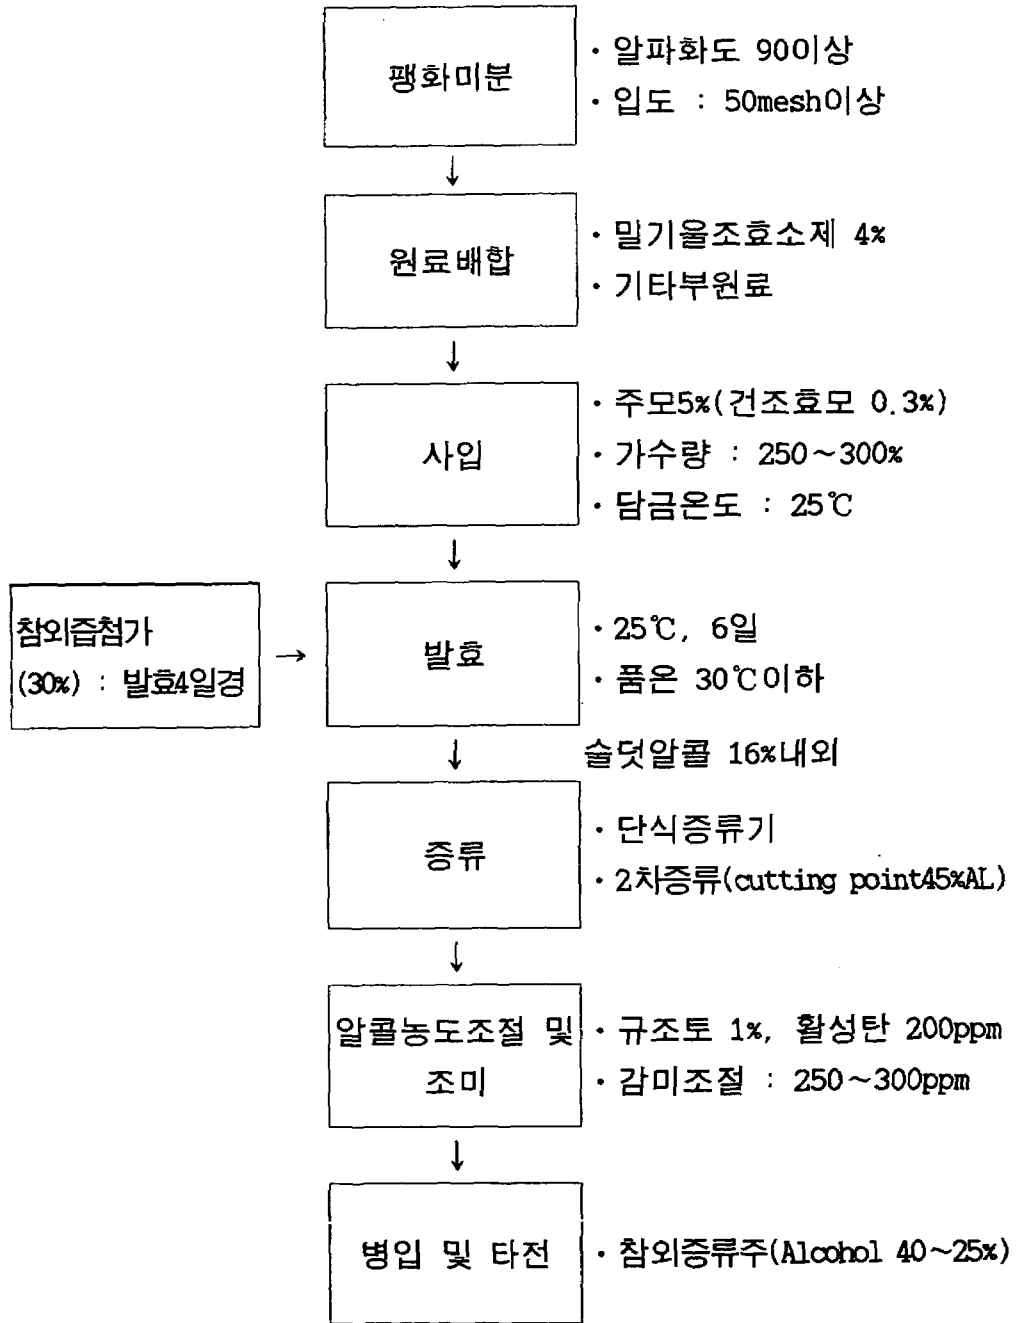 팽화미분
· 알파화도 90이상
· 입도 : 50mesh이상
↓
원료배합
· 밀기울조효소제 4%
· 기타부원료
↓
사입
· 주모5%(건조효모 0.3%)
· 가수량 : 250~300%
· 담금온도 : 25℃
↓
참외즙첨가
(30%) : 발효4일경
→
발효
· 25℃, 6일
· 품온 30℃이하
↓
술덧알콜 16%내외
증류
· 단식증류기
· 2차증류(cutting point45%AL)
↓
알콜농도조절 및
조미
· 규조토 1%, 활성탄 200ppm
· 감미조절 : 250~300ppm
↓
병입 및 타전
· 참외증류주(Alcohol 40~25%)